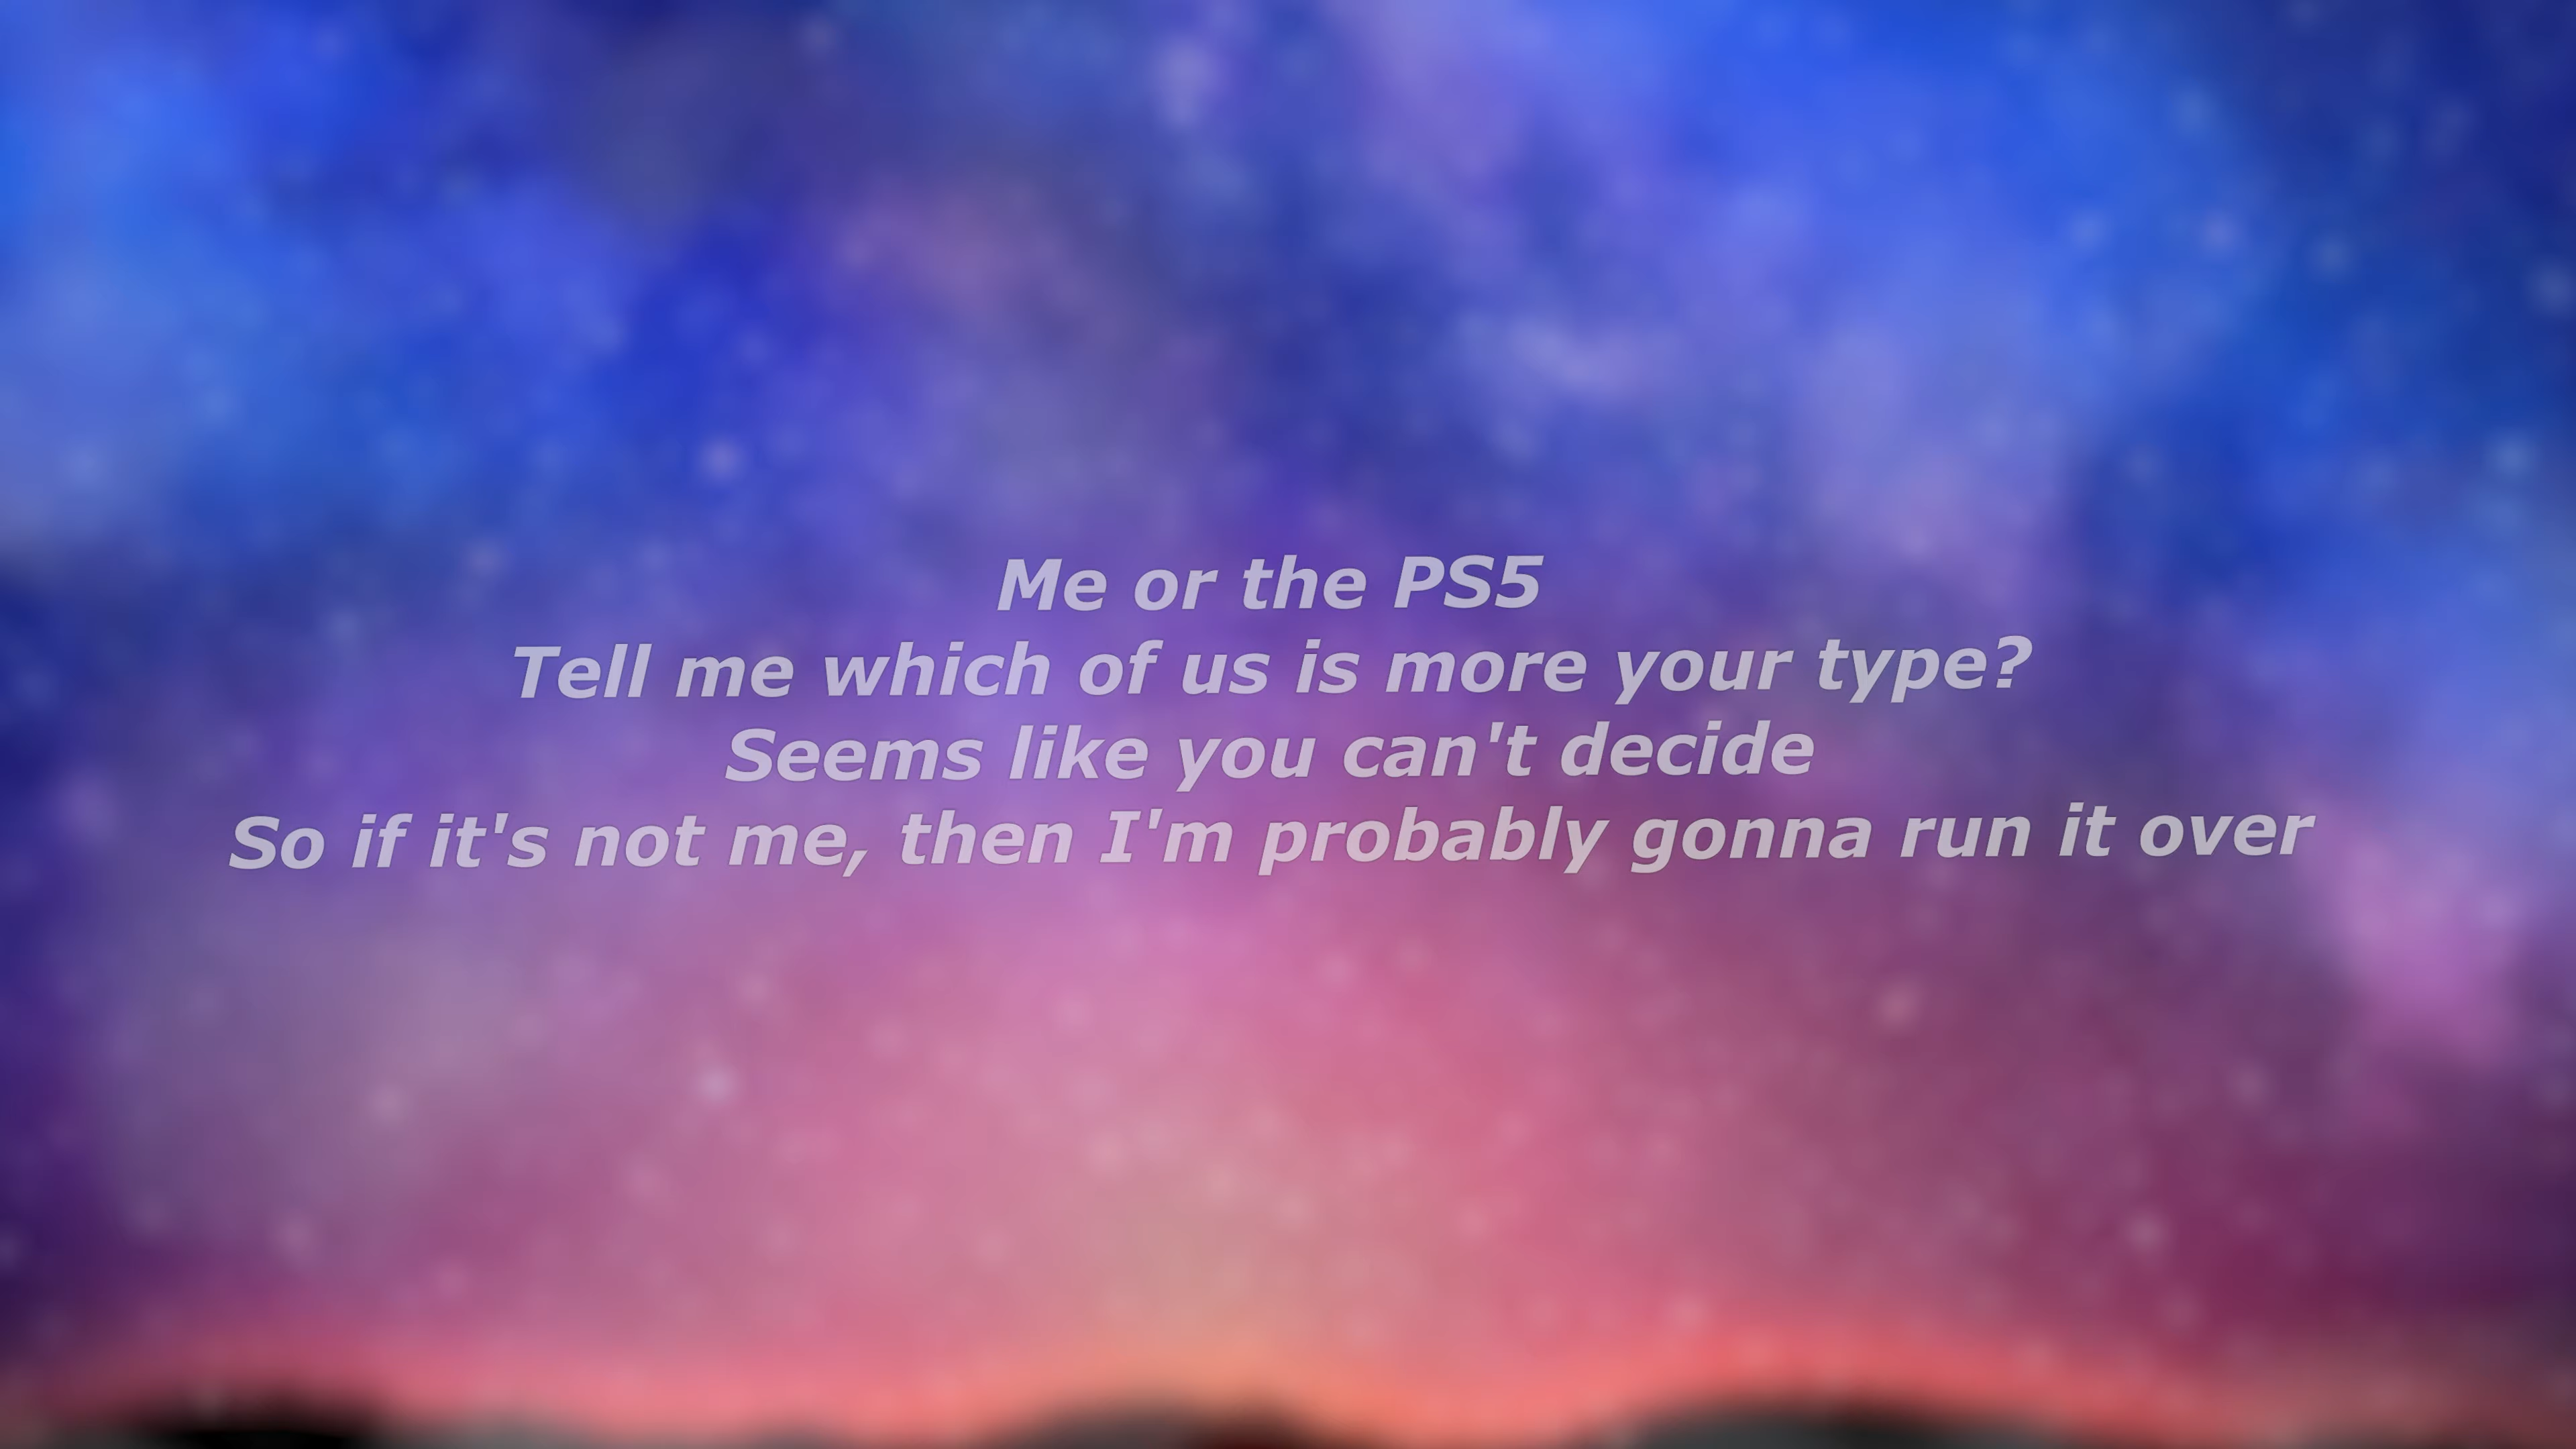 Me or the PS5
Tell me which of us is more your type?
Seems like you can't decide
So if it's not me, then I'm probably gonna run it over